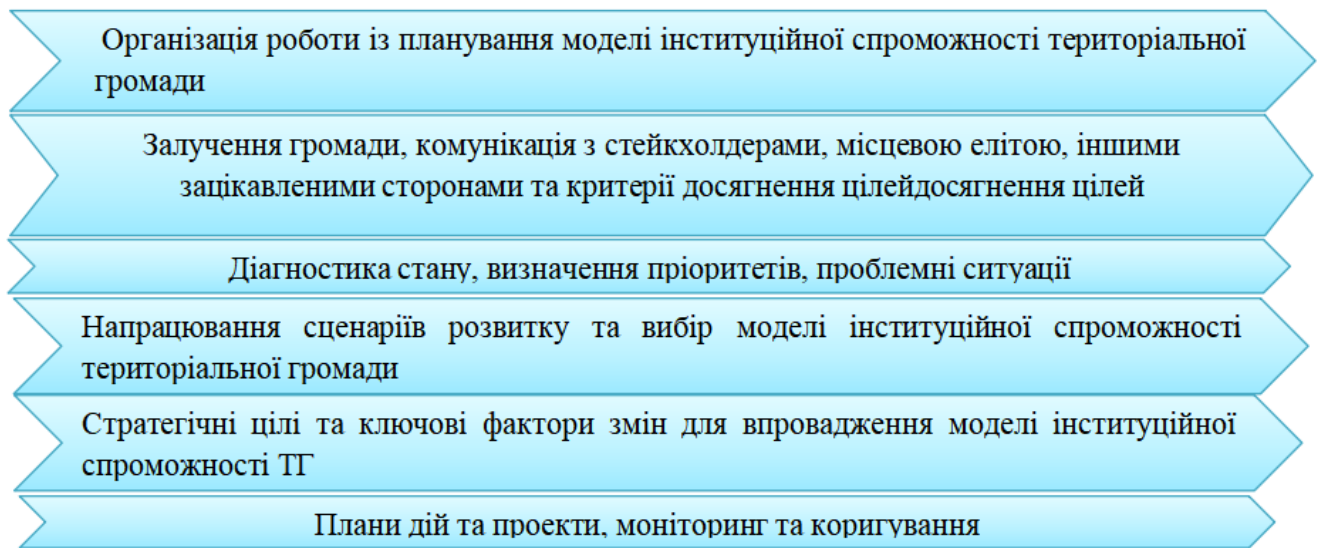 Організація роботи із планування моделі інституційної спроможності територіальної
громади
Залучення громади, комунікація з стейкхолдерами, місцевою елітою, іншими
зацікавленими сторонами та критерії досягнення цілейдосягнення цілей
Діагностика стану, визначення пріоритетів, проблемні ситуації
Напрацювання сценаріїв розвитку та вибір моделі інституційної спроможності
територіальної громади
Стратегічні цілі та ключові фактори змін для впровадження моделі інституційної
спроможності ТГ
Плани дій та проекти, моніторинг та коригування